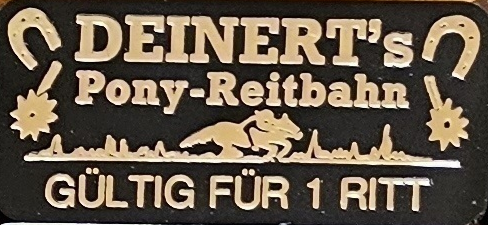 DEINERT's
Pony-Reitbahn
GÜLTIG FÜR 1 RITT